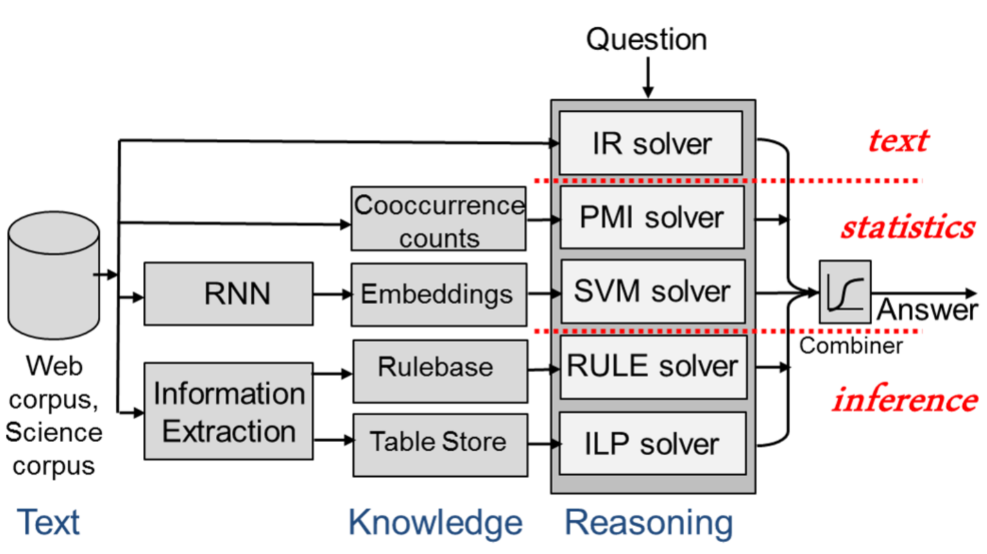 Question
IR solver
text
Cooccurrence
counts
PMI solver
statistics
RNN
Embeddings
SVM solver
Answer
Combiner
Web
corpus,
Science
corpus
Information
Extraction
Rulebase
RULE solver
inference
Table Store
ILP solver
Text
Knowledge
Reasoning